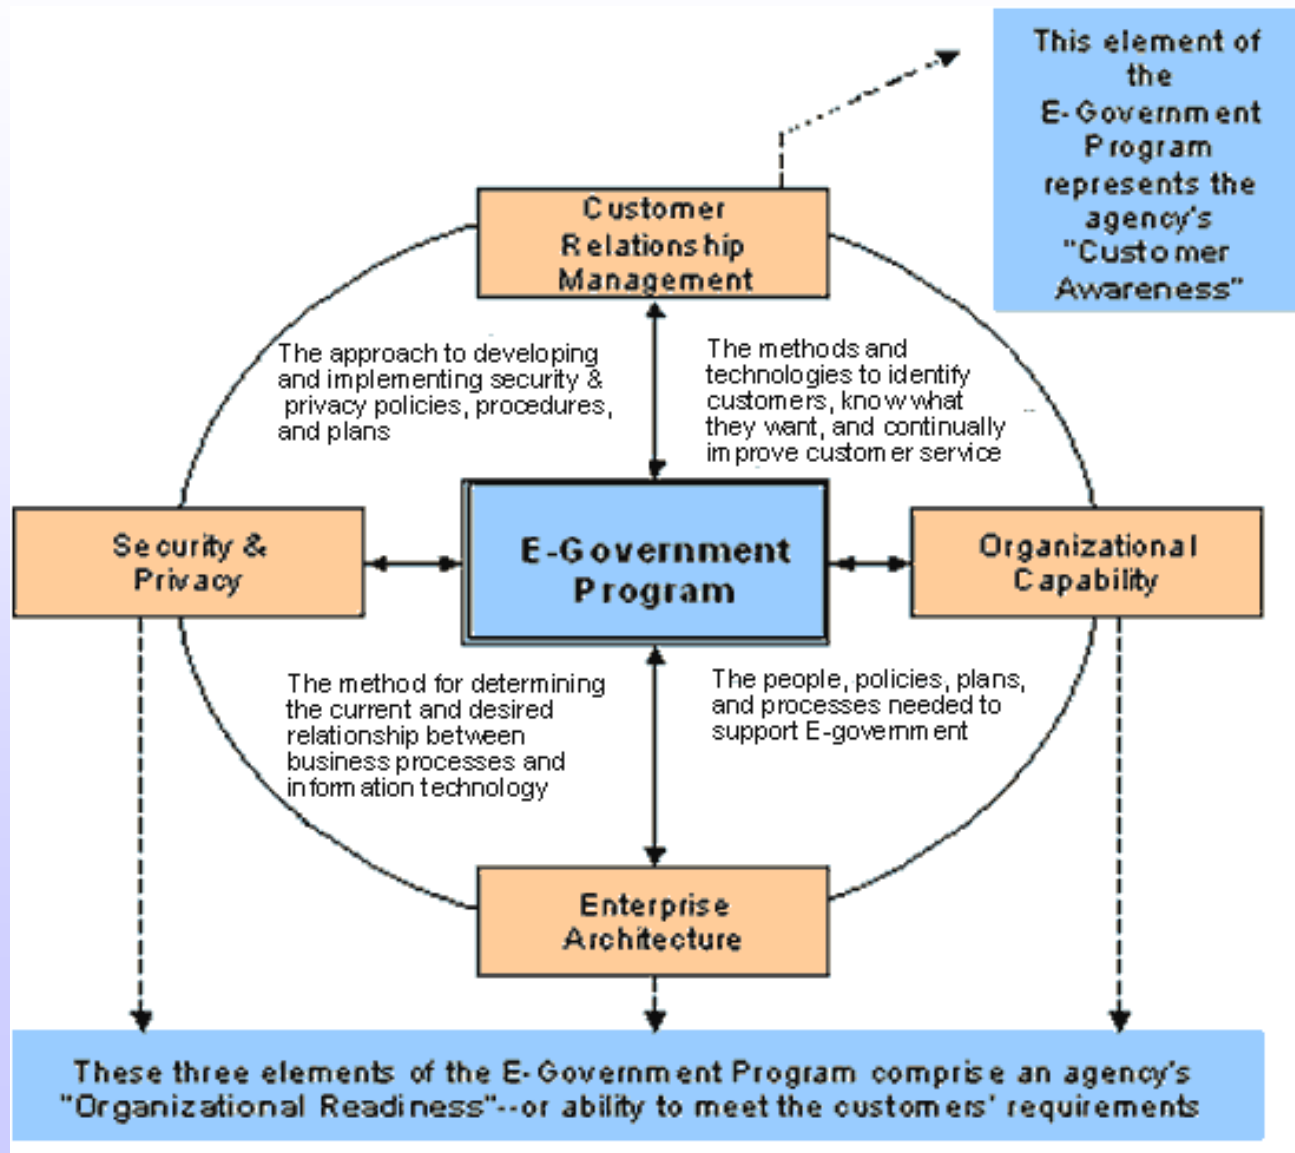 This element of
the
E-Government
Program
represents the
agency's
"Customer
Awareness"
Customer
Relationship
Management
The approach to developing
and implementing security &
privacy policies, procedures,
and plans
The methods and
technologies to identify
customers, know what
they want, and continually
improve customer service
Security &
Privacy
E-Government
Program
Organizational
Capability
The method for determining
the current and desired
relationship between
business processes and
information technology
The people, policies, plans,
and processes needed to
support E-government
Enterprise
Architecture
These three elements of the E-Government Program comprise an agency's
"Organizational Readiness"--or ability to meet the customers' requirements